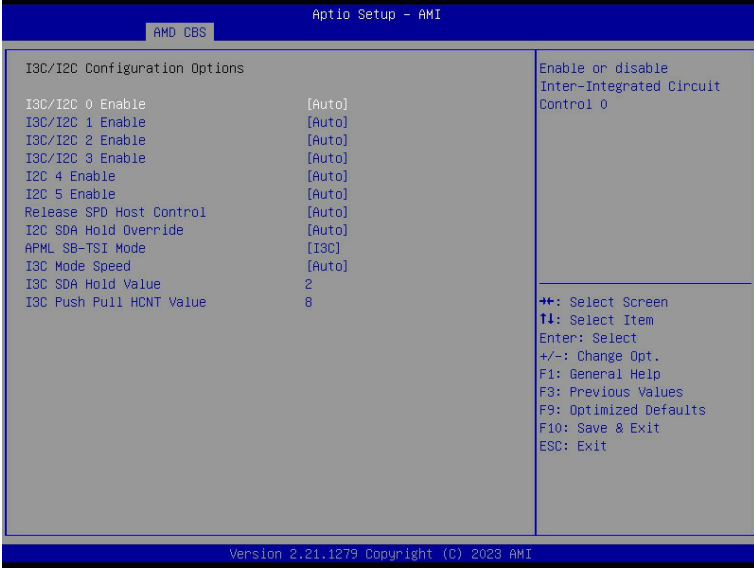 Aptio Setup - AMI
AMD CBS
I3C/I2C Configuration Options
I3C/I2C 0 Enable [Auto]
I3C/I2C 1 Enable [Auto]
I3C/I2C 2 Enable [Auto]
I3C/I2C 3 Enable [Auto]
I2C 4 Enable [Auto]
I2C 5 Enable [Auto]
Release SPD Host Control [Auto]
I2C SDA Hold Override [Auto]
APML SB-TSI Mode [I3C]
I3C Mode Speed [Auto]
I3C SDA Hold Value 2
I3C Push Pull HCNT Value 8
Enable or disable
Inter-Integrated Circuit
Control 0
→←: Select Screen
↑↓: Select Item
Enter: Select
+/-: Change Opt.
F1: General Help
F3: Previous Values
F9: Optimized Defaults
F10: Save & Exit
ESC: Exit
Version 2.21.1279 Copyright (C) 2023 AMI